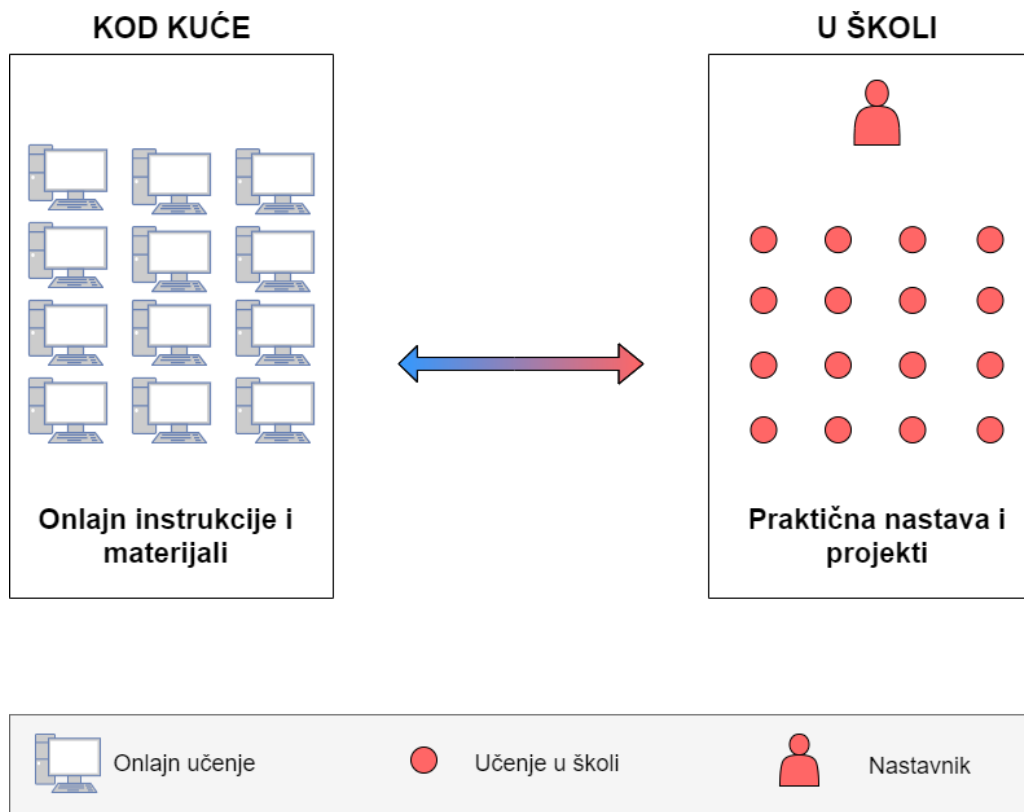 KOD KUĆE
U ŠKOLI
Onlajn instrukcije i
materijali
Praktična nastava i
projekti
Onlajn učenje
Učenje u školi
Nastavnik